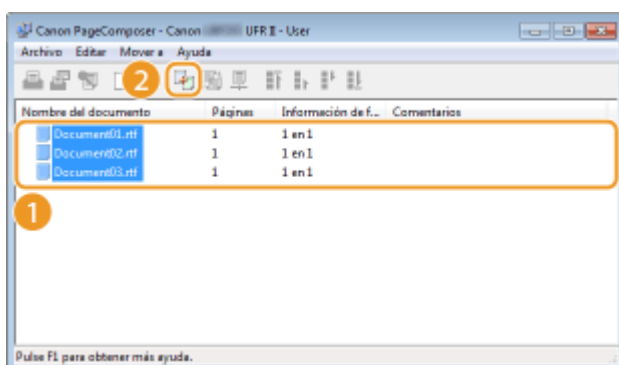 Canon PageComposer - Canon UFR II - User
Archivo Editar Mover a Ayuda
2
Nombre del documento Páginas Información de f... Comentarios
Document01.rtf 1 1 en 1
Document02.rtf 1 1 en 1
Document03.rtf 1 1 en 1
1
Pulse F1 para obtener más ayuda.